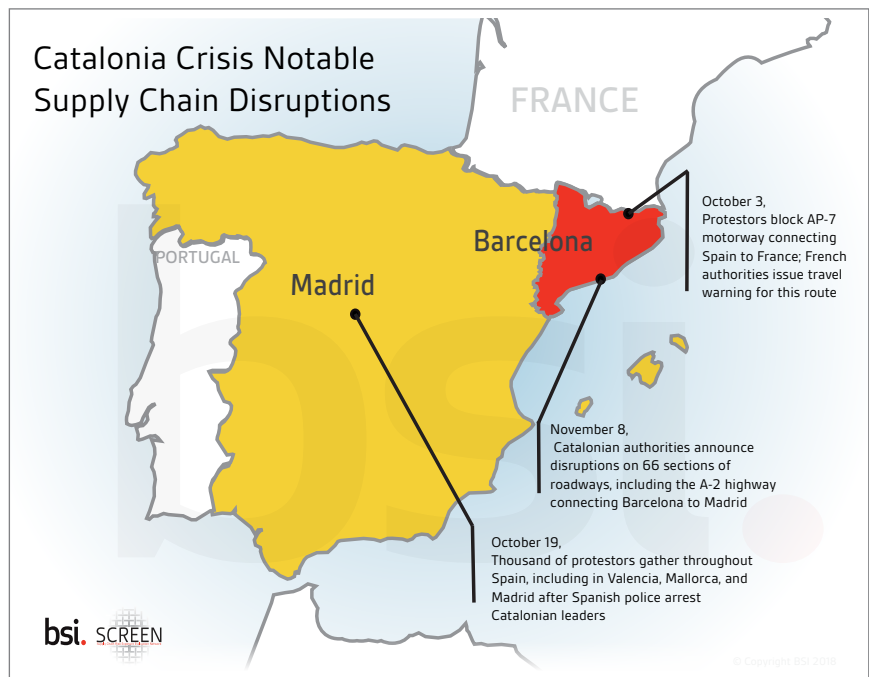 Catalonia Crisis Notable
Supply Chain Disruptions
FRANCE
PORTUGAL
Barcelona
Madrid
October 3,
Protestors block AP-7
motorway connecting
Spain to France; French
authorities issue travel
warning for this route
November 8,
Catalonian authorities announce
disruptions on 66 sections of
roadways, including the A-2 highway
connecting Barcelona to Madrid
October 19,
Thousand of protestors gather throughout
Spain, including in Valencia, Mallorca, and
Madrid after Spanish police arrest
Catalonian leaders
bsi.
bsi. SCREEN
© Copyright BSI 2018